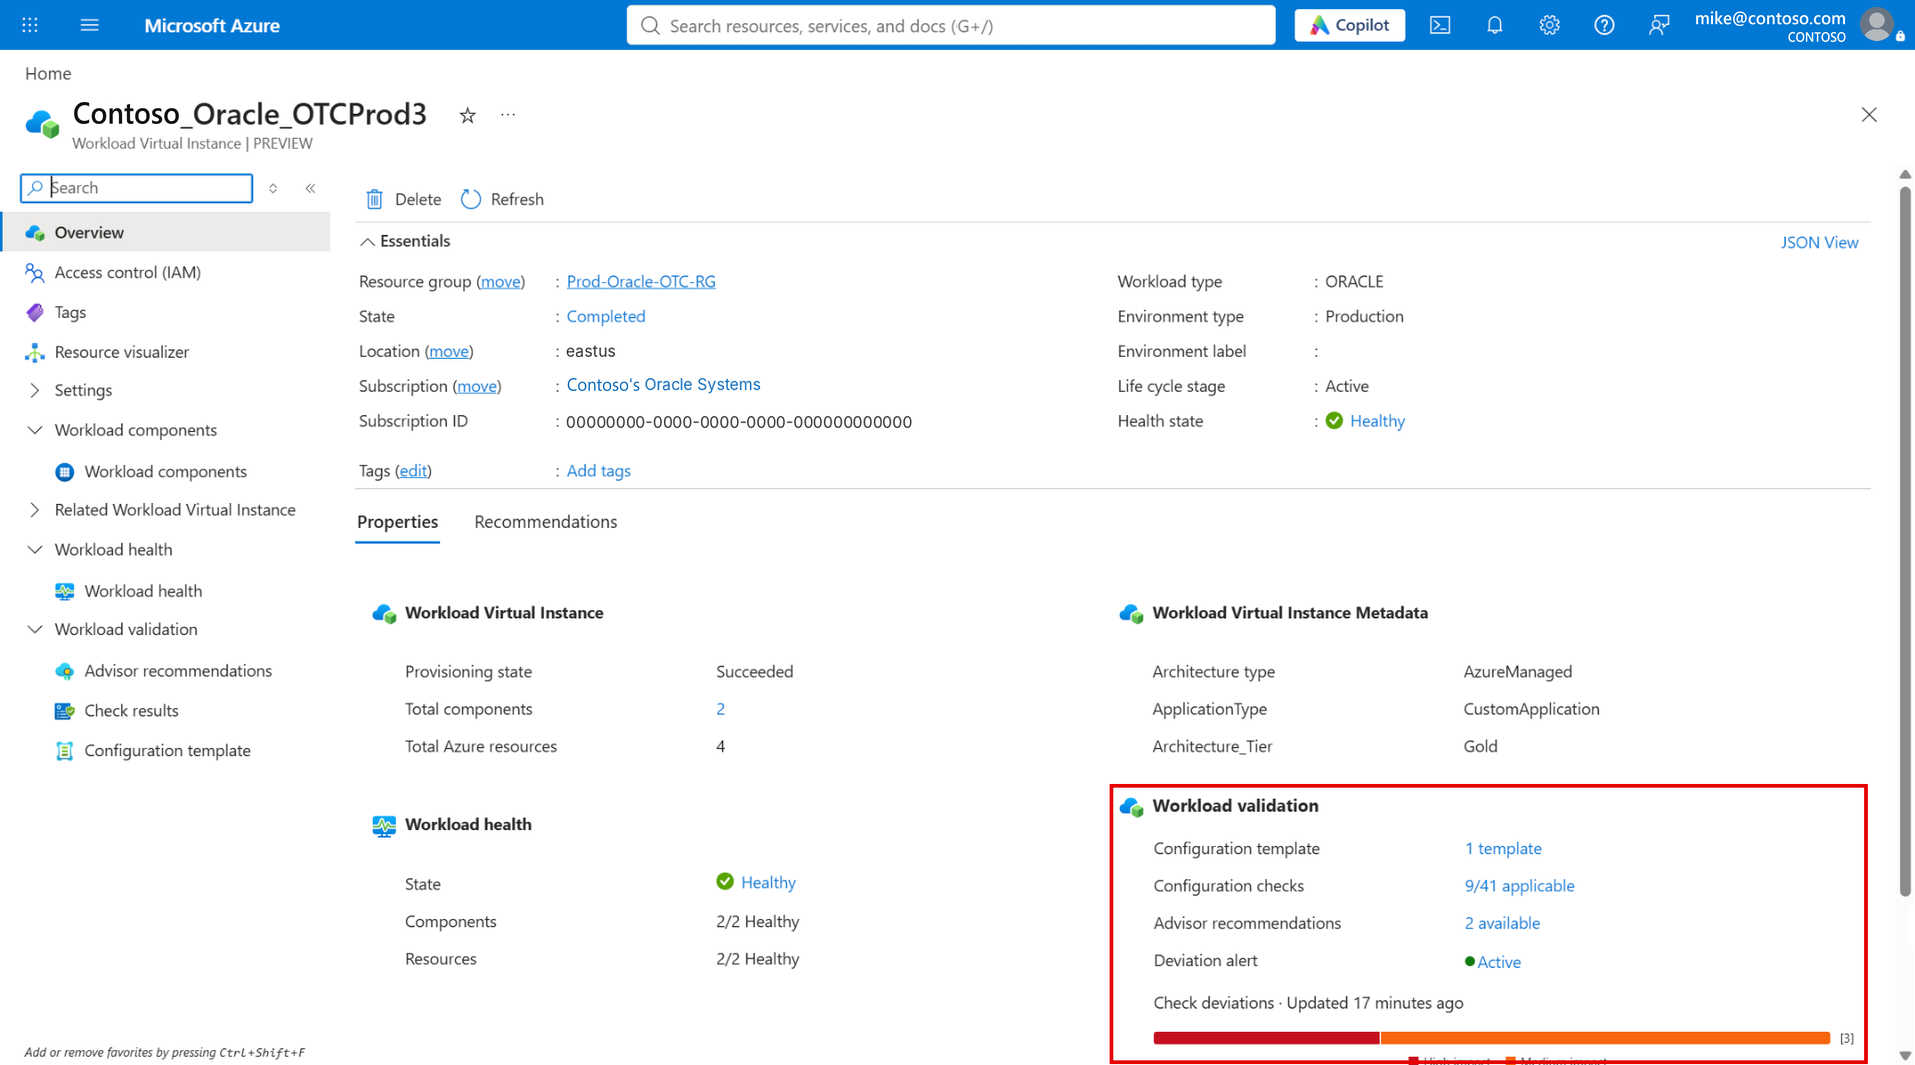 Microsoft Azure
Search resources, services, and docs (G+/)
Copilot
mike@contoso.com
CONTOSO
Home
Contoso_Oracle_OTCProd3
...
Workload Virtual Instance | PREVIEW
Search
Overview
Access control (IAM)
Tags
Resource visualizer
Settings
Workload components
Workload components
Related Workload Virtual Instance
Workload health
Workload health
Workload validation
Advisor recommendations
Check results
Configuration template
Add or remove favorites by pressing Ctrl+Shift+F
Delete
Refresh
Essentials
JSON View
Resource group (move) : Prod-Oracle-OTC-RG
State : Completed
Location (move) : eastus
Subscription (move) : Contoso's Oracle Systems
Subscription ID : 00000000-0000-0000-0000-000000000000
Tags (edit) : Add tags
Workload type : ORACLE
Environment type : Production
Environment label :
Life cycle stage : Active
Health state : Healthy
Properties
Recommendations
Workload Virtual Instance
Provisioning state Succeeded
Total components 2
Total Azure resources 4
Workload Virtual Instance Metadata
Architecture type AzureManaged
ApplicationType CustomApplication
Architecture_Tier Gold
Workload health
State Healthy
Components 2/2 Healthy
Resources 2/2 Healthy
Workload validation
Configuration template 1 template
Configuration checks 9/41 applicable
Advisor recommendations 2 available
Deviation alert Active
Check deviations · Updated 17 minutes ago
[3]
High impact Medium impact